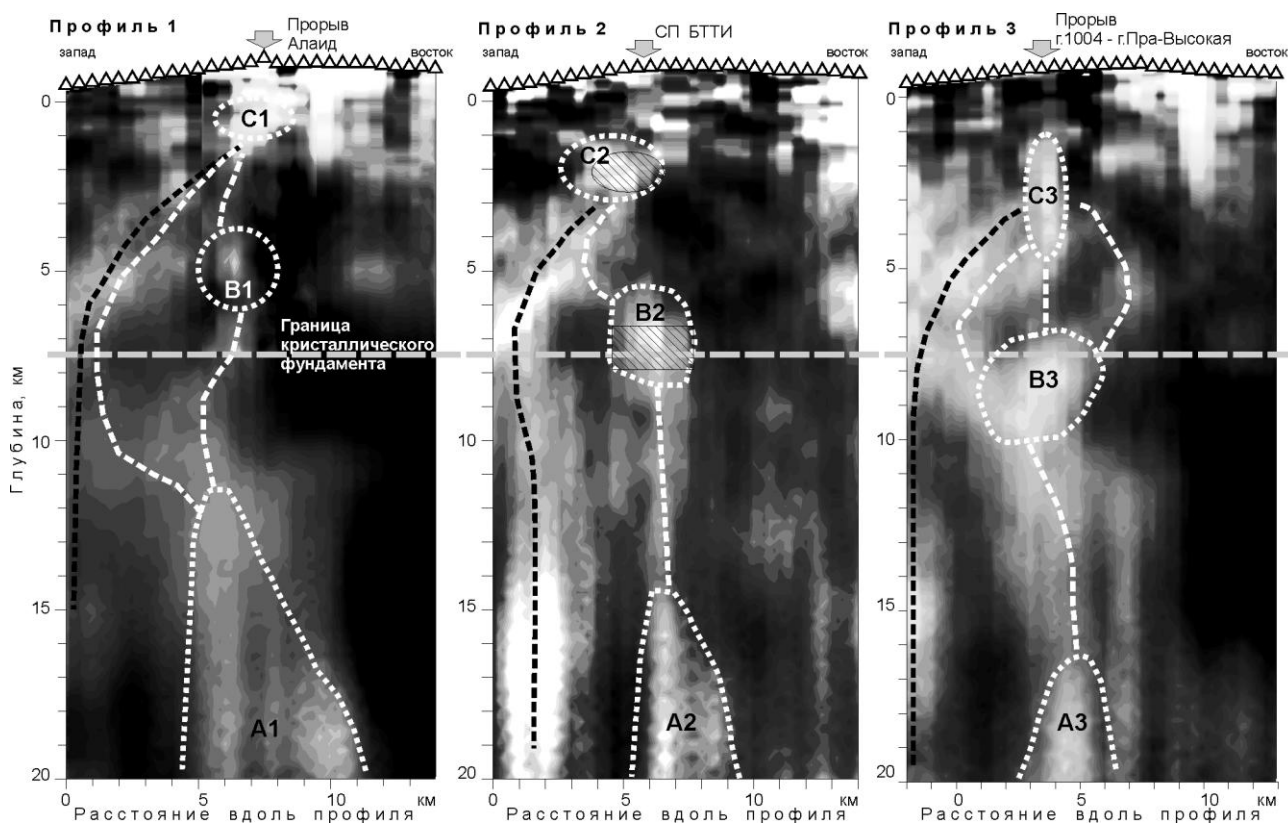 Профиль 1
Прорыв
Алаид
запад
восток
0
5
10
15
20
Глубина, км
C1
B1
Граница
кристаллического
фундамента
A1
0 5 10 км
Расстояние вдоль профиля
Профиль 2
СП БТТИ
запад
восток
0
5
10
15
20
C2
B2
A2
0 5 10 км
Расстояние вдоль профиля
Профиль 3
Прорыв
г.1004 - г.Пра-Высокая
запад
восток
0
5
10
15
20
C3
B3
A3
0 5 10 км
Расстояние вдоль профиля